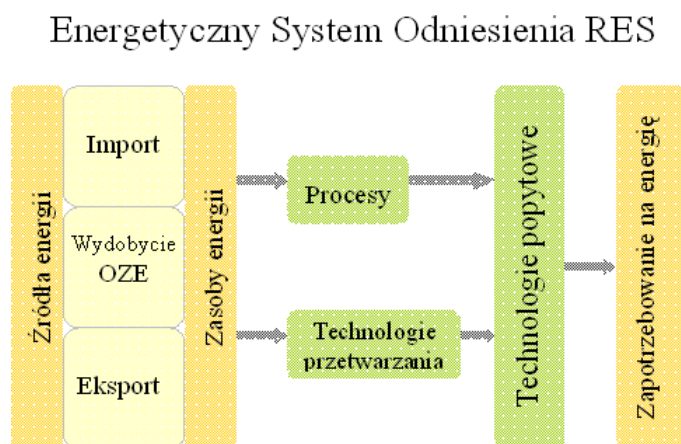 Energetyczny System Odniesienia RES
Źródła energii
Import
Wydobycie
OZE
Eksport
Zasoby energii
Procesy
Technologie
przetwarzania
Technologie popytowe
Zapotrzebowanie na energię